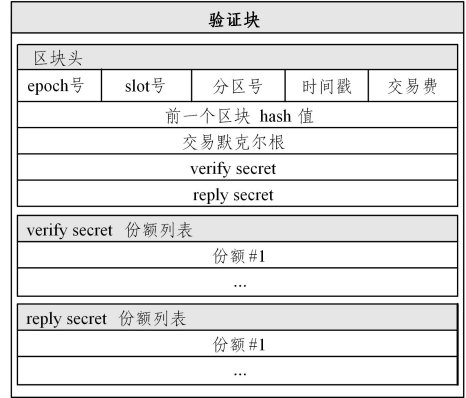 验证块
区块头
epoch号 slot号 分区号 时间戳 交易费
前一个区块 hash 值
交易默克尔根
verify secret
reply secret
verify secret 份额列表
份额#1
...
reply secret 份额列表
份额#1
...